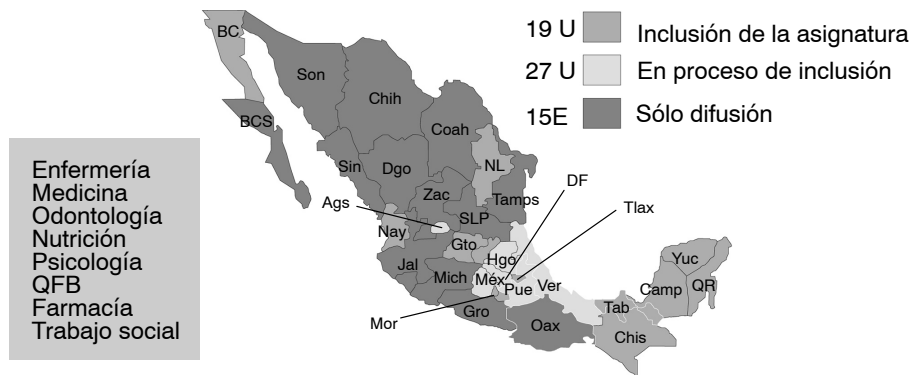 19 U Inclusión de la asignatura
27 U En proceso de inclusión
15E Sólo difusión
Enfermería
Medicina
Odontología
Nutrición
Psicología
QFB
Farmacía
Trabajo social
BC
Son
Chih
BCS
Coah
Sin
Dgo
NL
Zac
Tamps
DF
Ags
SLP
Tlax
Nay
Gto
Hgo
Yuc
Jal
Mich
Méx
Pue
Ver
Camp
QR
Mor
Gro
Oax
Tab
Chis